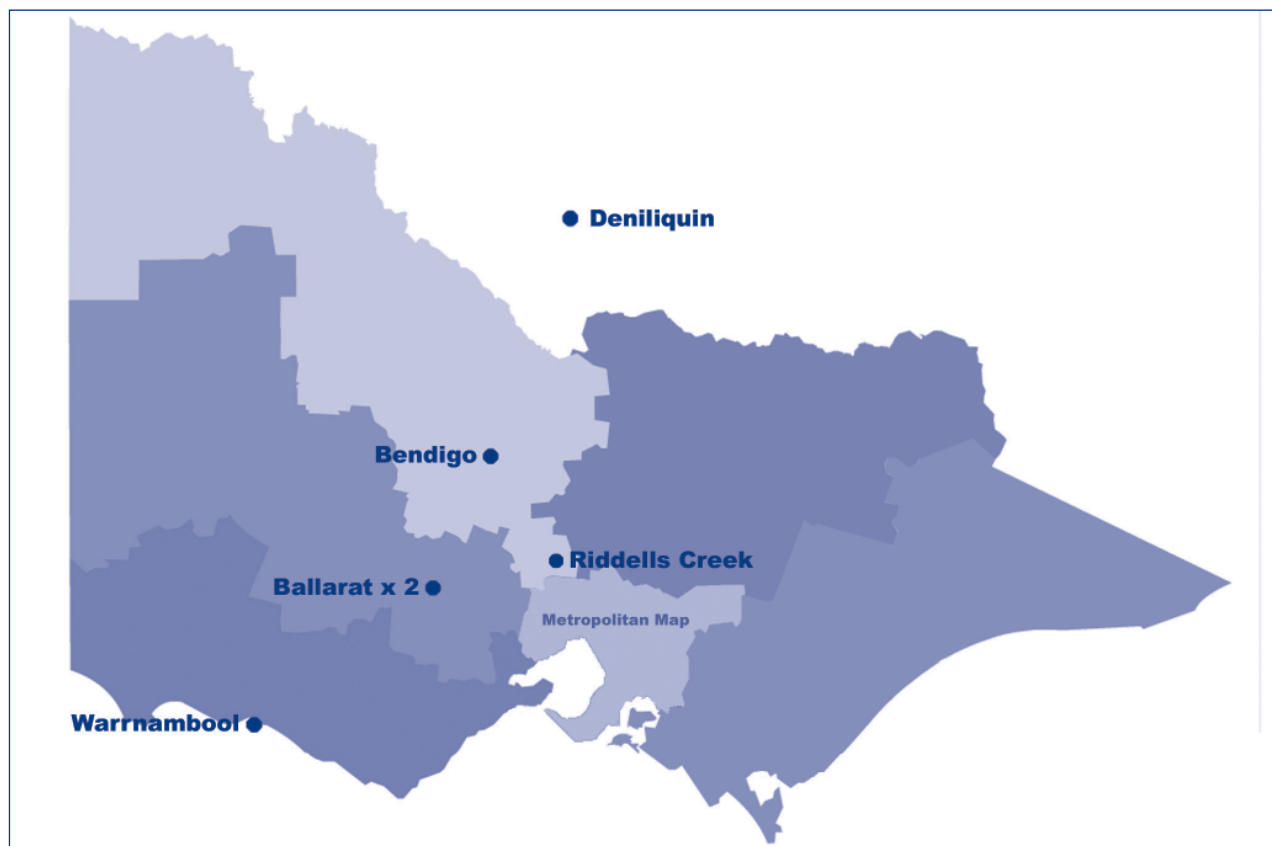 Deniliquin
Bendigo
Riddells Creek
Ballarat x 2
Metropolitan Map
Warrnambool